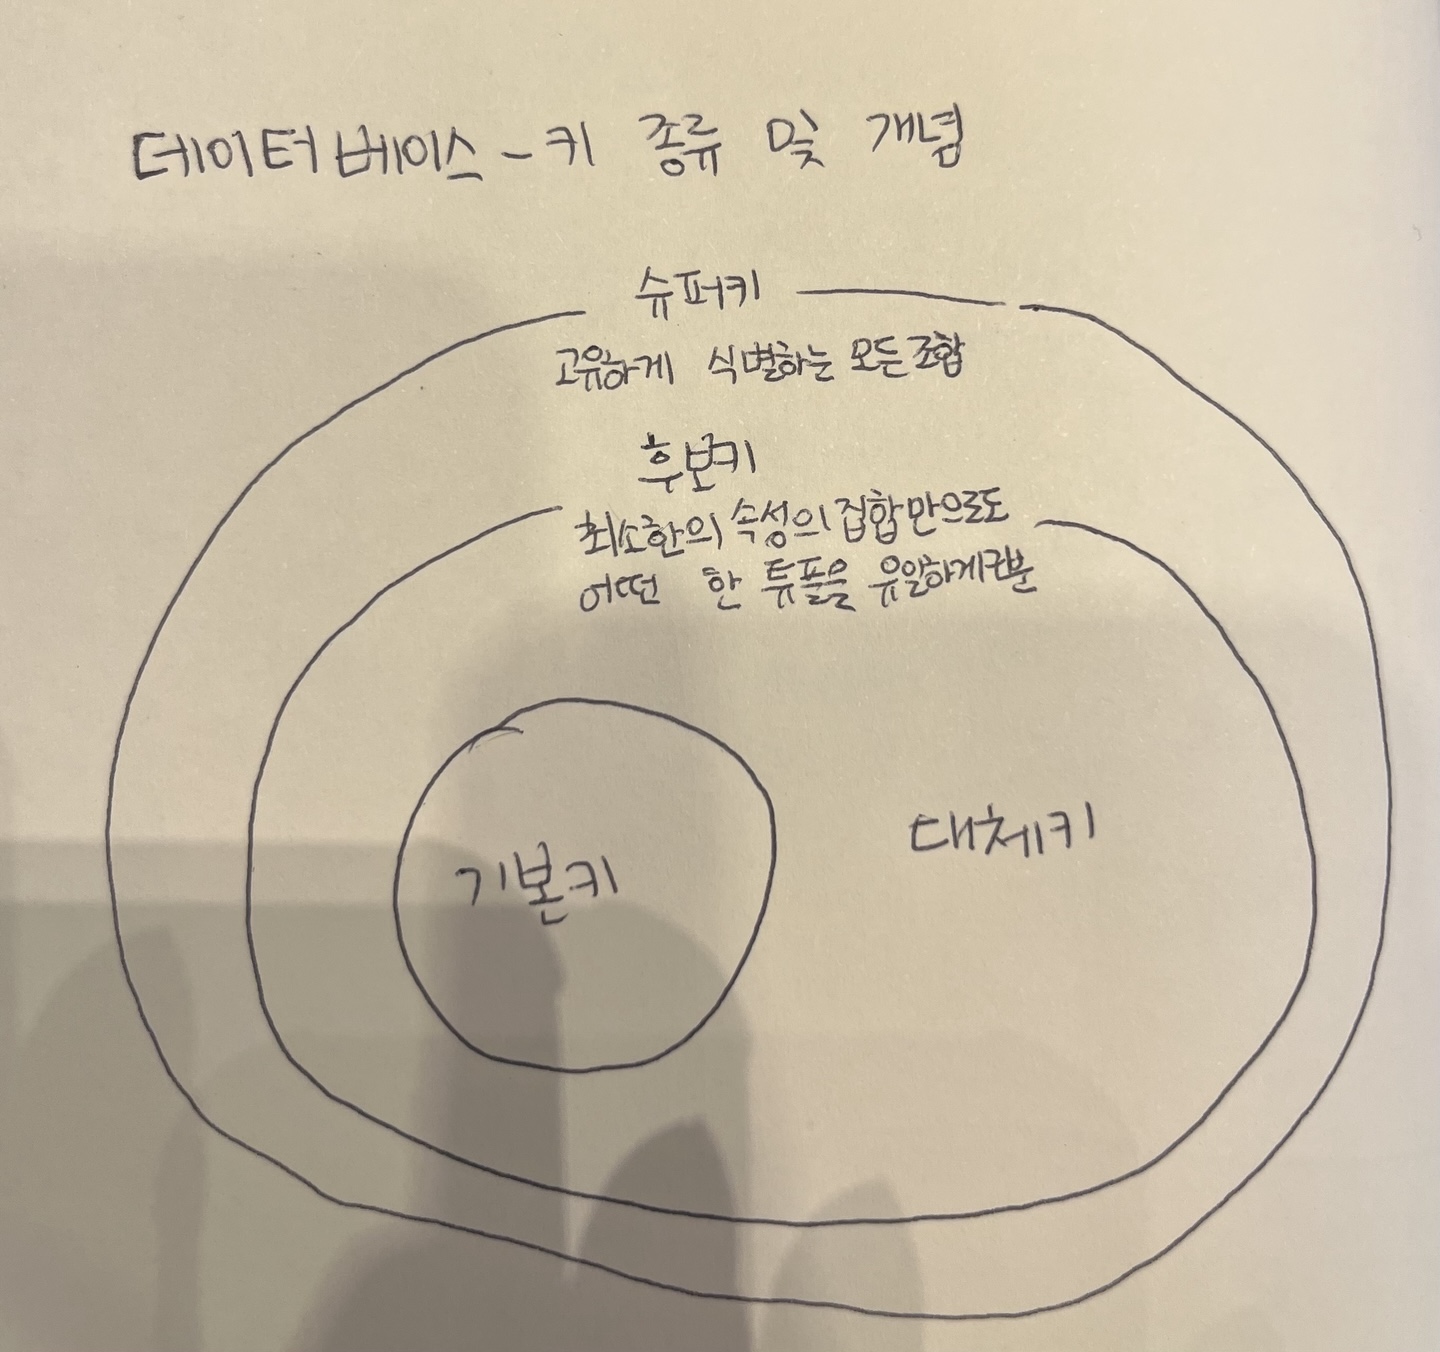 데이터베이스 - 키 종류 및 개념
슈퍼키
고유하게 식별하는 모든 조합
후보키
최소한의 속성의 집합만으로도
어떤 한 튜플을 유일하게 구분
기본키
대체키